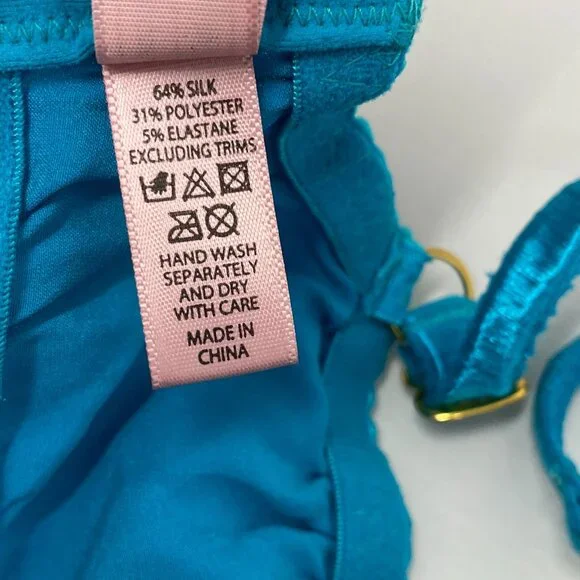 64% SILK
31% POLYESTER
5% ELASTANE
EXCLUDING TRIMS
HAND WASH
SEPARATELY
AND DRY
WITH CARE
MADE IN
CHINA